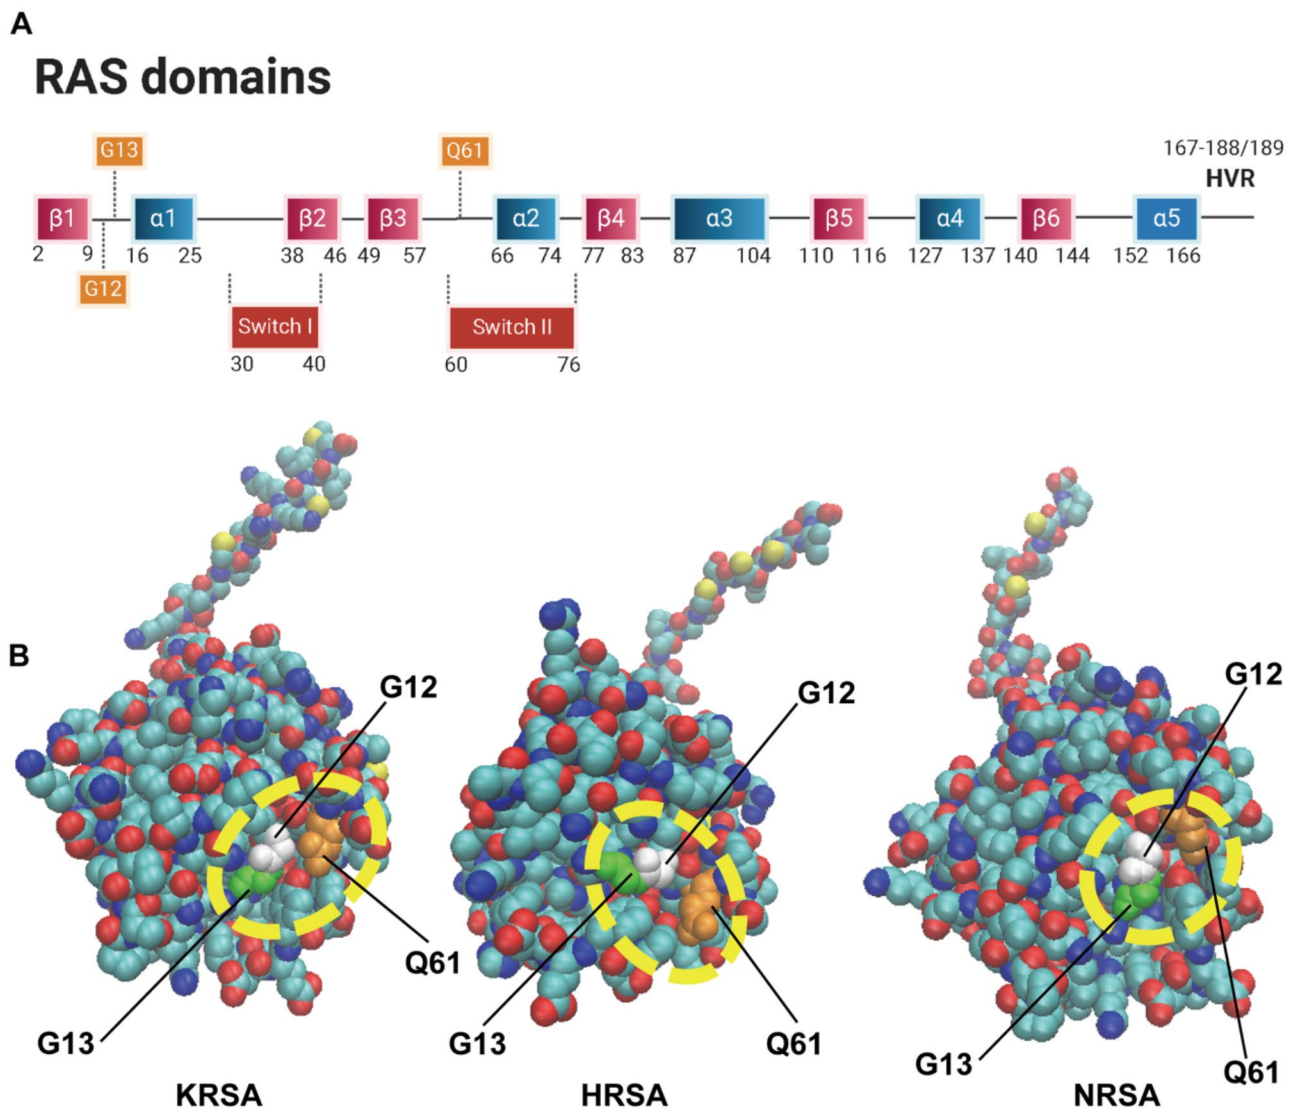 A
RAS domains
G13
Q61
167-188/189
HVR
β1
α1
β2
β3
α2
β4
α3
β5
α4
β6
α5
2 9 16 25 38 46 49 57 66 74 77 83 87 104 110 116 127 137 140 144 152 166
G12
Switch I
Switch II
30 40
60 76
B
G12
G12
G12
Q61
G13
G13
Q61
G13
Q61
KRSA
HRSA
NRSA